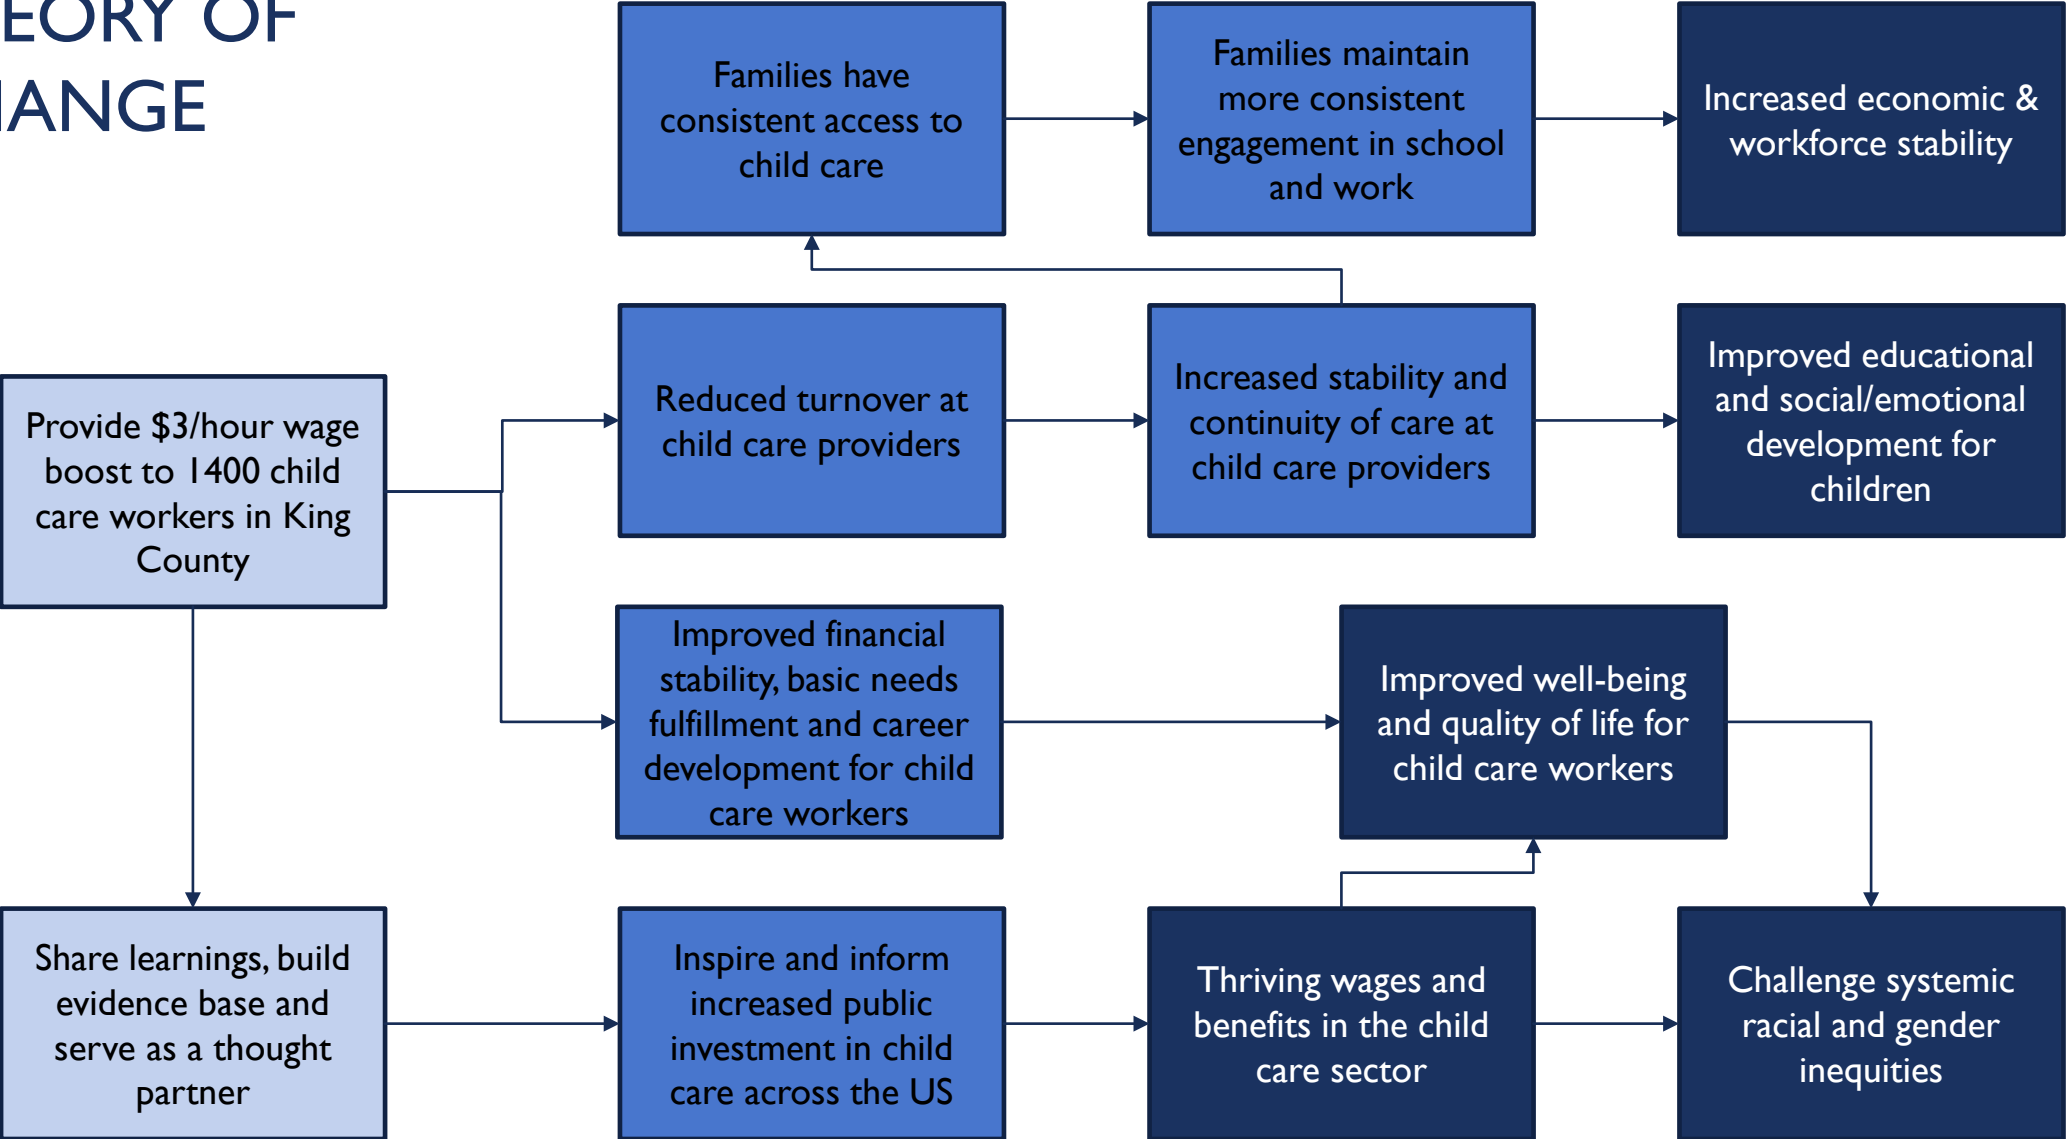 EORY OF
HANGE
Families have
consistent access to
child care
Families maintain
more consistent
engagement in school
and work
Increased economic &
workforce stability
Provide $3/hour wage
boost to 1400 child
care workers in King
County
Reduced turnover at
child care providers
Increased stability and
continuity of care at
child care providers
Improved educational
and social/emotional
development for
children
Improved financial
stability, basic needs
fulfillment and career
development for child
care workers
Improved well-being
and quality of life for
child care workers
Share learnings, build
evidence base and
serve as a thought
partner
Inspire and inform
increased public
investment in child
care across the US
Thriving wages and
benefits in the child
care sector
Challenge systemic
racial and gender
inequities